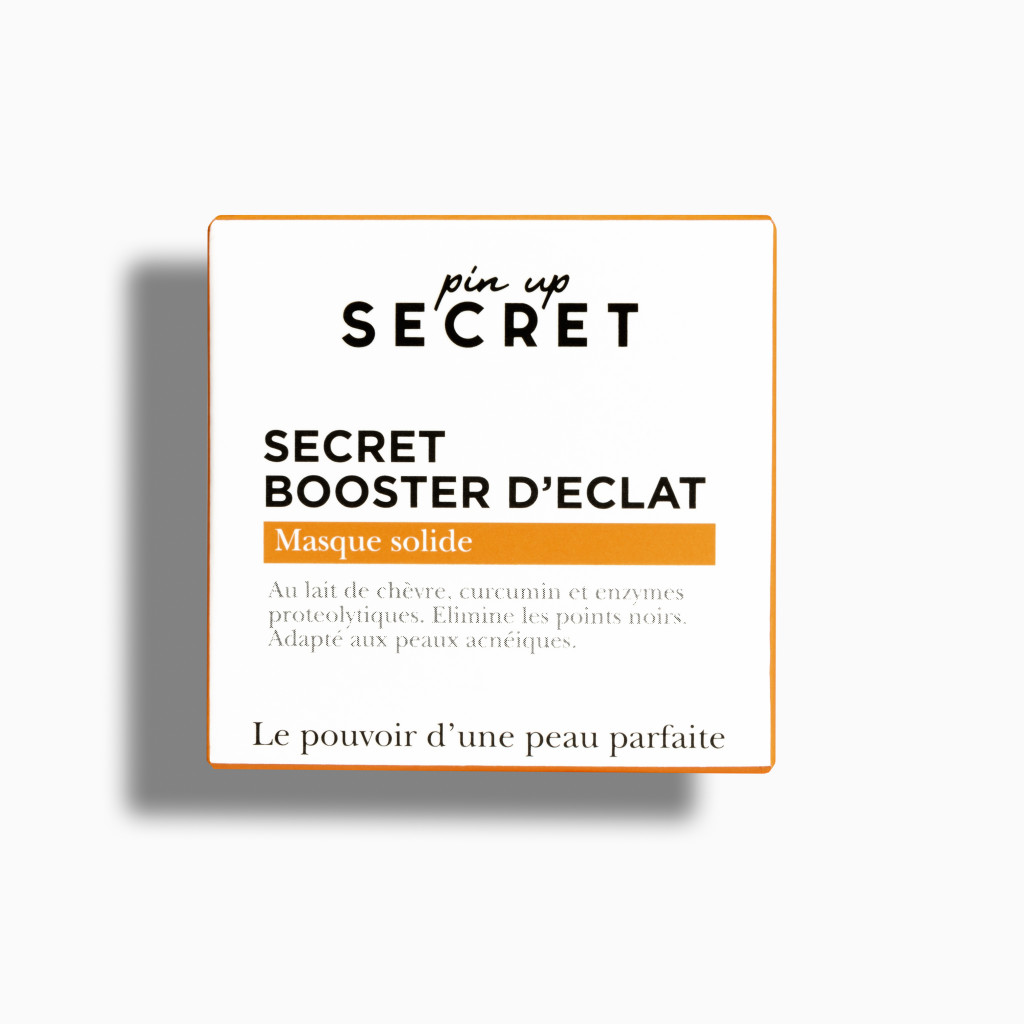 pin up
SECRET
SECRET
BOOSTER D'ECLAT
Masque solide
Au lait de chèvre, curcumin et enzymes
proteolytiques. Elimine les points noirs.
Adapté aux peaux acnéiques.
Le pouvoir d'une peau parfaite